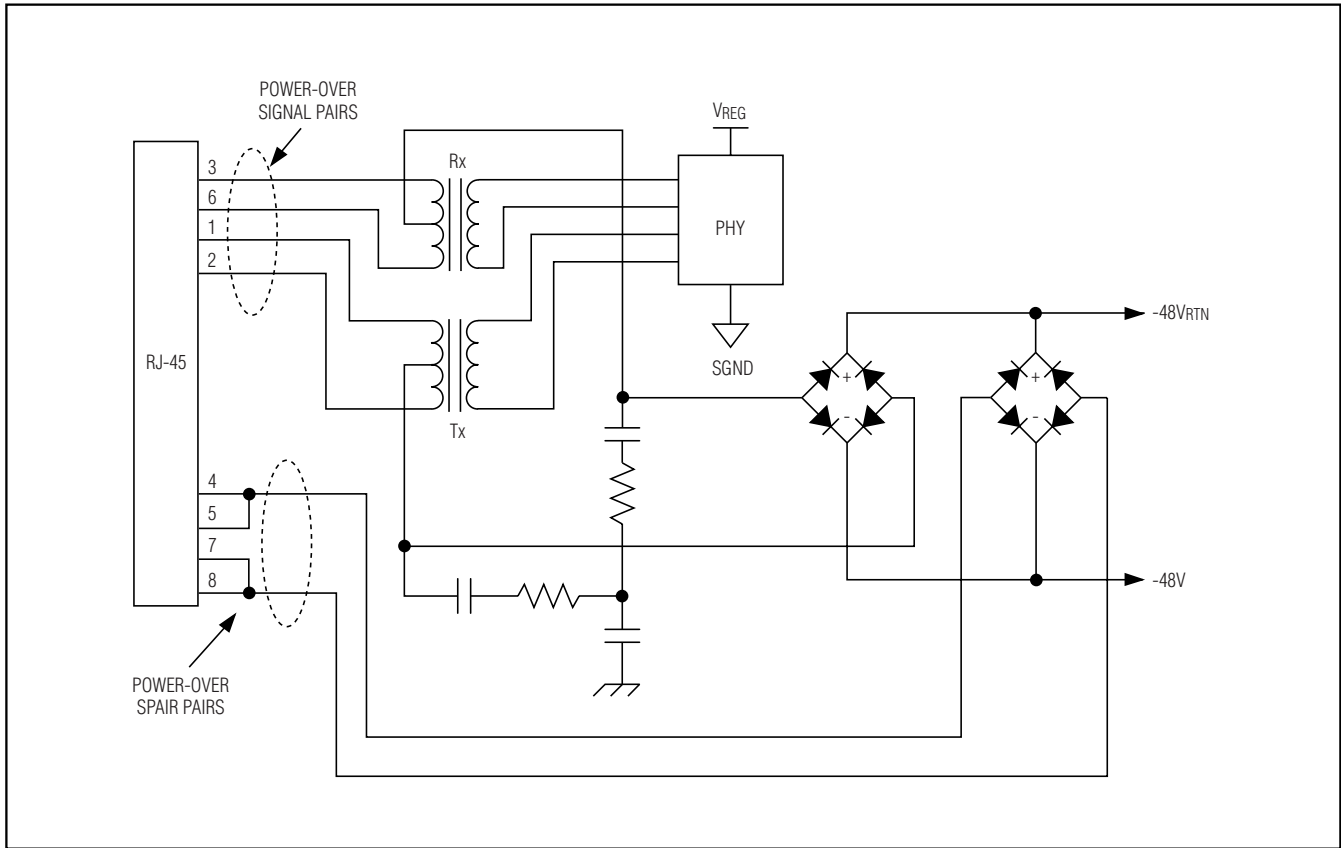 POWER-OVER
SIGNAL PAIRS
VREG
3
Rx
6
1
PHY
2
-48VRTN
RJ-45
SGND
+
+
-
-
Tx
4
5
7
-48V
8
POWER-OVER
SPAIR PAIRS